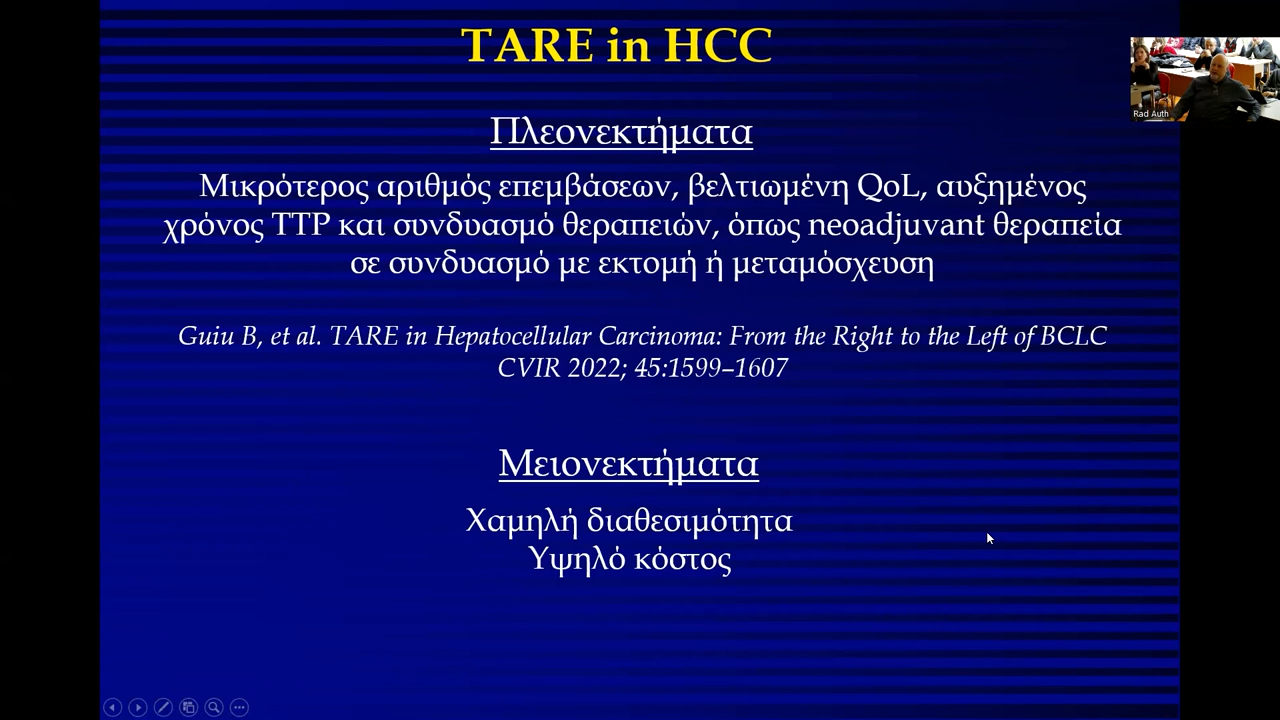 TARE in HCC
Πλεονεκτήματα
Μικρότερος αριθμός επεμβάσεων, βελτιωμένη QoL, αυξημένος
χρόνος TTP και συνδυασμό θεραπειών, όπως neoadjuvant θεραπεία
σε συνδυασμό με εκτομή ή μεταμόσχευση
Guiu B, et al. TARE in Hepatocellular Carcinoma: From the Right to the Left of BCLC
CVIR 2022; 45:1599–1607
Μειονεκτήματα
Χαμηλή διαθεσιμότητα
Υψηλό κόστος
Rad Auth